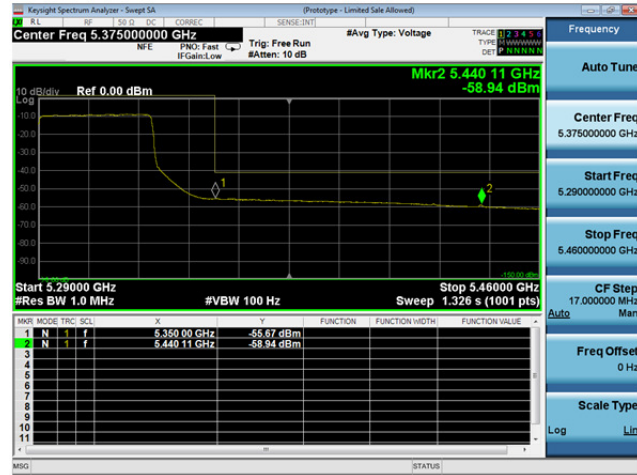 Keysight Spectrum Analyzer - Swept SA (Prototype - Limited Sale Allowed)
RL RF 50 Ω DC CORREC SENSE:INT
Center Freq 5.375000000 GHz
NFE PNO: Fast IFGain:Low
Trig: Free Run
#Atten: 10 dB
#Avg Type: Voltage
TRACE 1 2 3 4 5 6
TYPE MWWWWW
DET P NNNNN
Mkr2 5.440 11 GHz
-58.94 dBm
10 dB/div Ref 0.00 dBm
Log
-10.0
-20.0
-30.0
-40.0
-50.0
-60.0
-70.0
-80.0
-90.0
1
2
-150.00 dBm
Start 5.29000 GHz Stop 5.46000 GHz
#Res BW 1.0 MHz #VBW 100 Hz Sweep 1.326 s (1001 pts)
MKR MODE TRC SCL X Y FUNCTION FUNCTION WIDTH FUNCTION VALUE
1 N 1 f 5.350 00 GHz -55.67 dBm
2 N 1 f 5.440 11 GHz -58.94 dBm
3
4
5
6
7
8
9
10
11
MSG STATUS
Frequency
Auto Tune
Center Freq
5.375000000 GHz
Start Freq
5.290000000 GHz
Stop Freq
5.460000000 GHz
CF Step
17.000000 MHz
Auto Man
Freq Offset
0 Hz
Scale Type
Log Lin